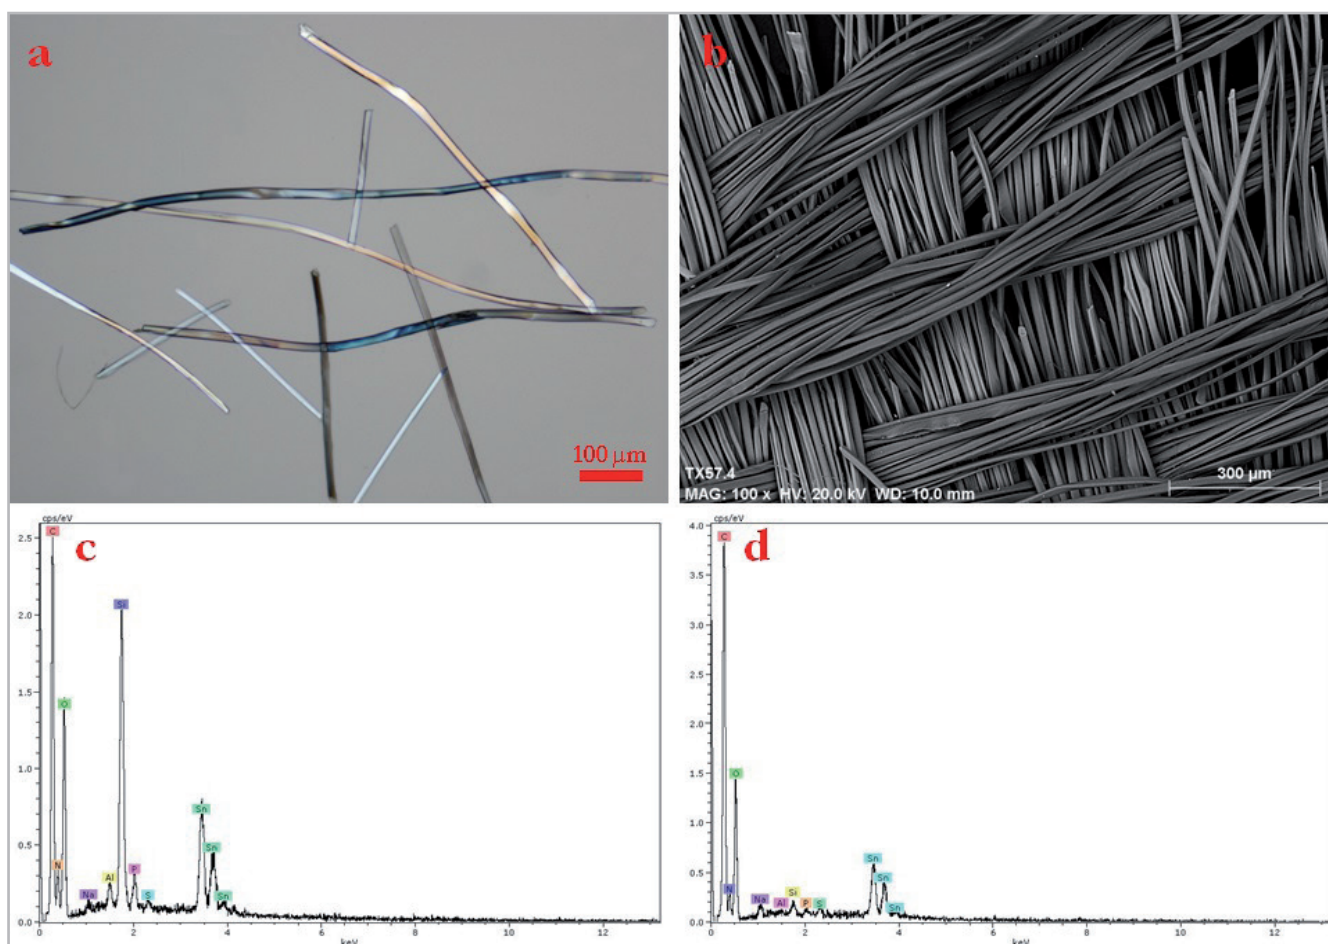 a
100 µm
b
TX57.4
MAG: 100 x HV: 20.0 kV WD: 10.0 mm
300 µm
cps/eV
c
2.5
2.0
1.5
1.0
0.5
0.0
C
O
N
Na
Al
Si
P
S
Sn
Sn
Sn
0 2 4 6 8 10 12
keV
cps/eV
d
4.0
3.5
3.0
2.5
2.0
1.5
1.0
0.5
0.0
C
O
N
Na
Al
Si
P
S
Sn
Sn
Sn
0 2 4 6 8 10 12
keV